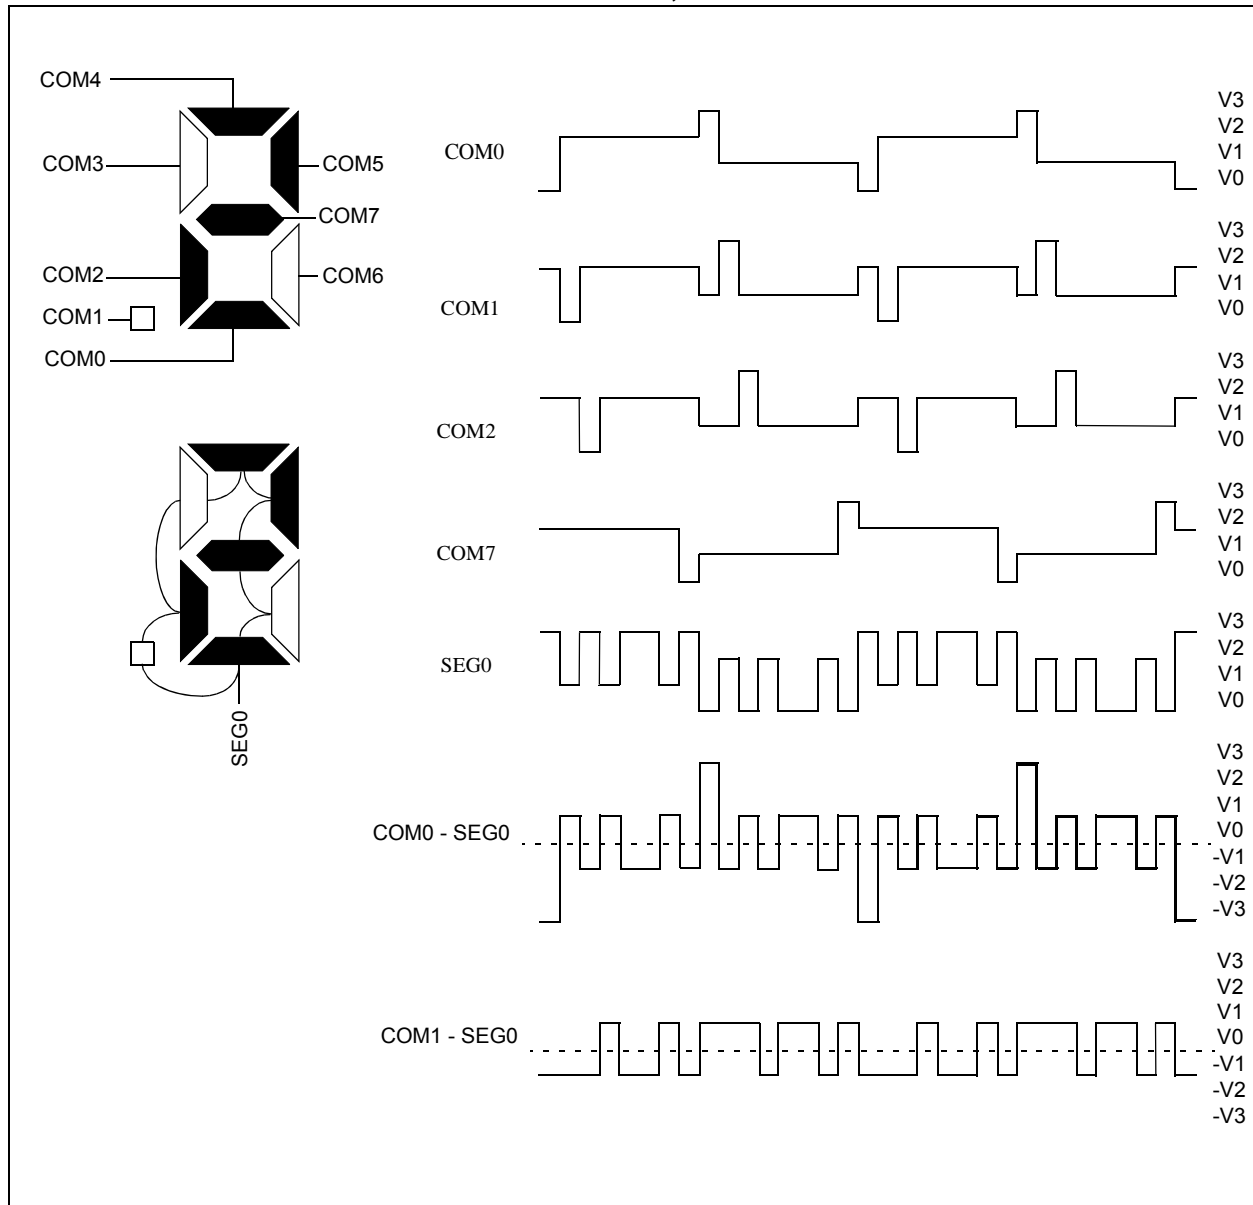 COM4
COM3
COM5
COM7
COM2
COM6
COM1
COM0
SEG0
COM0
V3
V2
V1
V0
COM1
V3
V2
V1
V0
COM2
V3
V2
V1
V0
COM7
V3
V2
V1
V0
SEG0
V3
V2
V1
V0
COM0 - SEG0
V3
V2
V1
V0
-V1
-V2
-V3
COM1 - SEG0
V3
V2
V1
V0
-V1
-V2
-V3